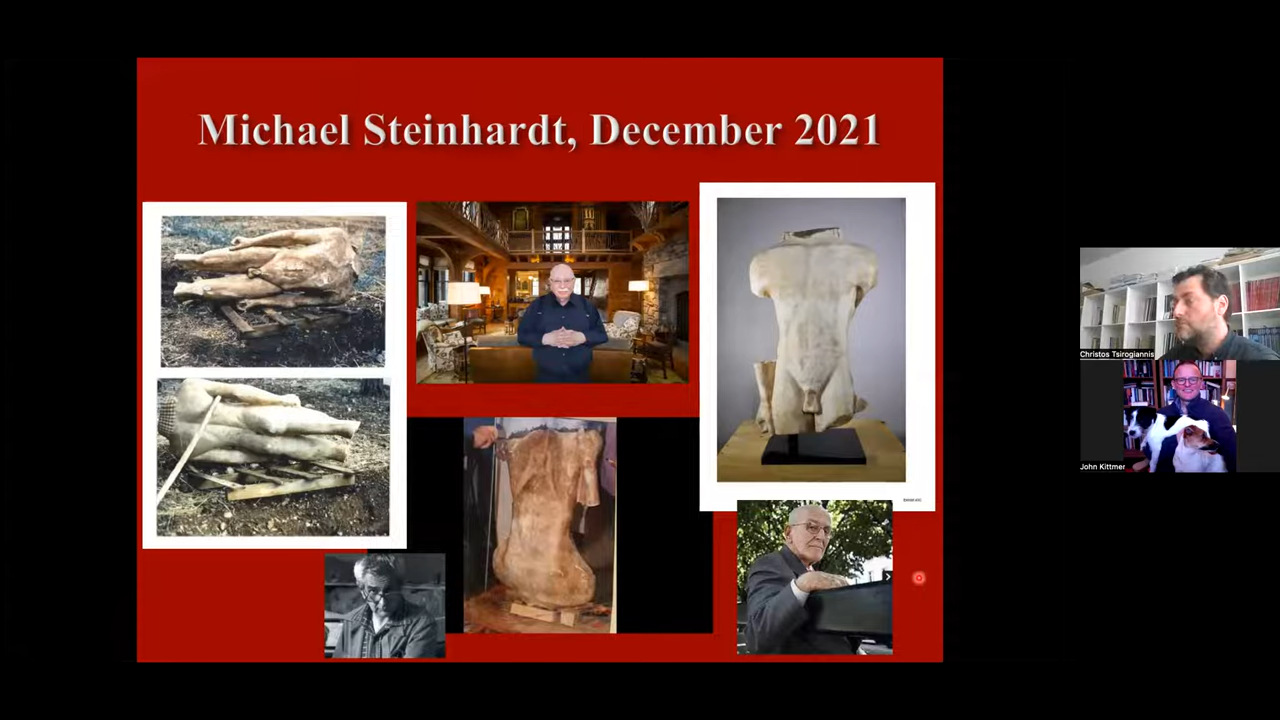 Michael Steinhardt, December 2021
Christos Tsirogiannis
John Kittmer